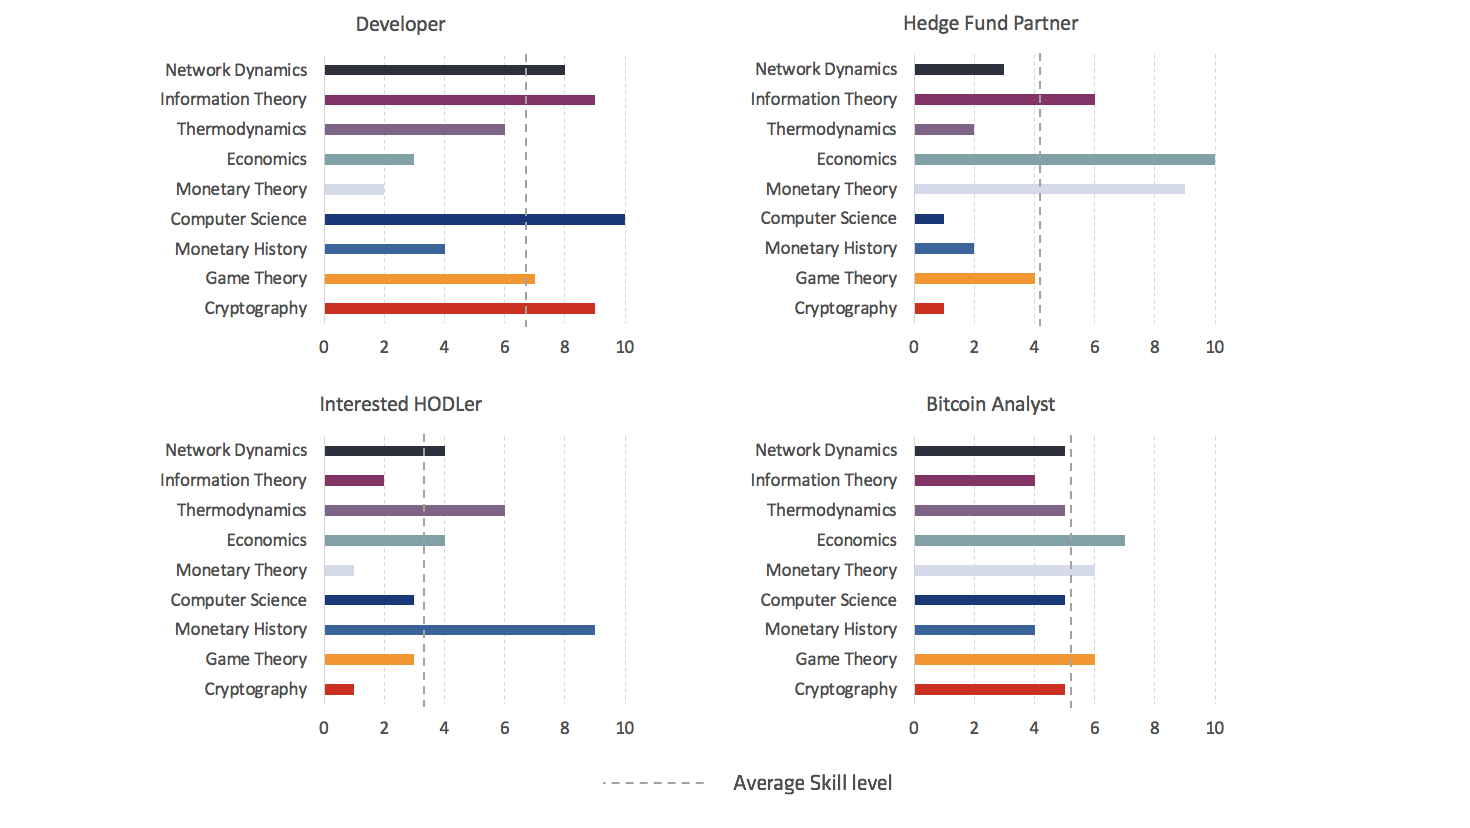 Developer
Network Dynamics
Information Theory
Thermodynamics
Economics
Monetary Theory
Computer Science
Monetary History
Game Theory
Cryptography
0 2 4 6 8 10
Hedge Fund Partner
Network Dynamics
Information Theory
Thermodynamics
Economics
Monetary Theory
Computer Science
Monetary History
Game Theory
Cryptography
0 2 4 6 8 10
Interested HODLer
Network Dynamics
Information Theory
Thermodynamics
Economics
Monetary Theory
Computer Science
Monetary History
Game Theory
Cryptography
0 2 4 6 8 10
Bitcoin Analyst
Network Dynamics
Information Theory
Thermodynamics
Economics
Monetary Theory
Computer Science
Monetary History
Game Theory
Cryptography
0 2 4 6 8 10
Average Skill level